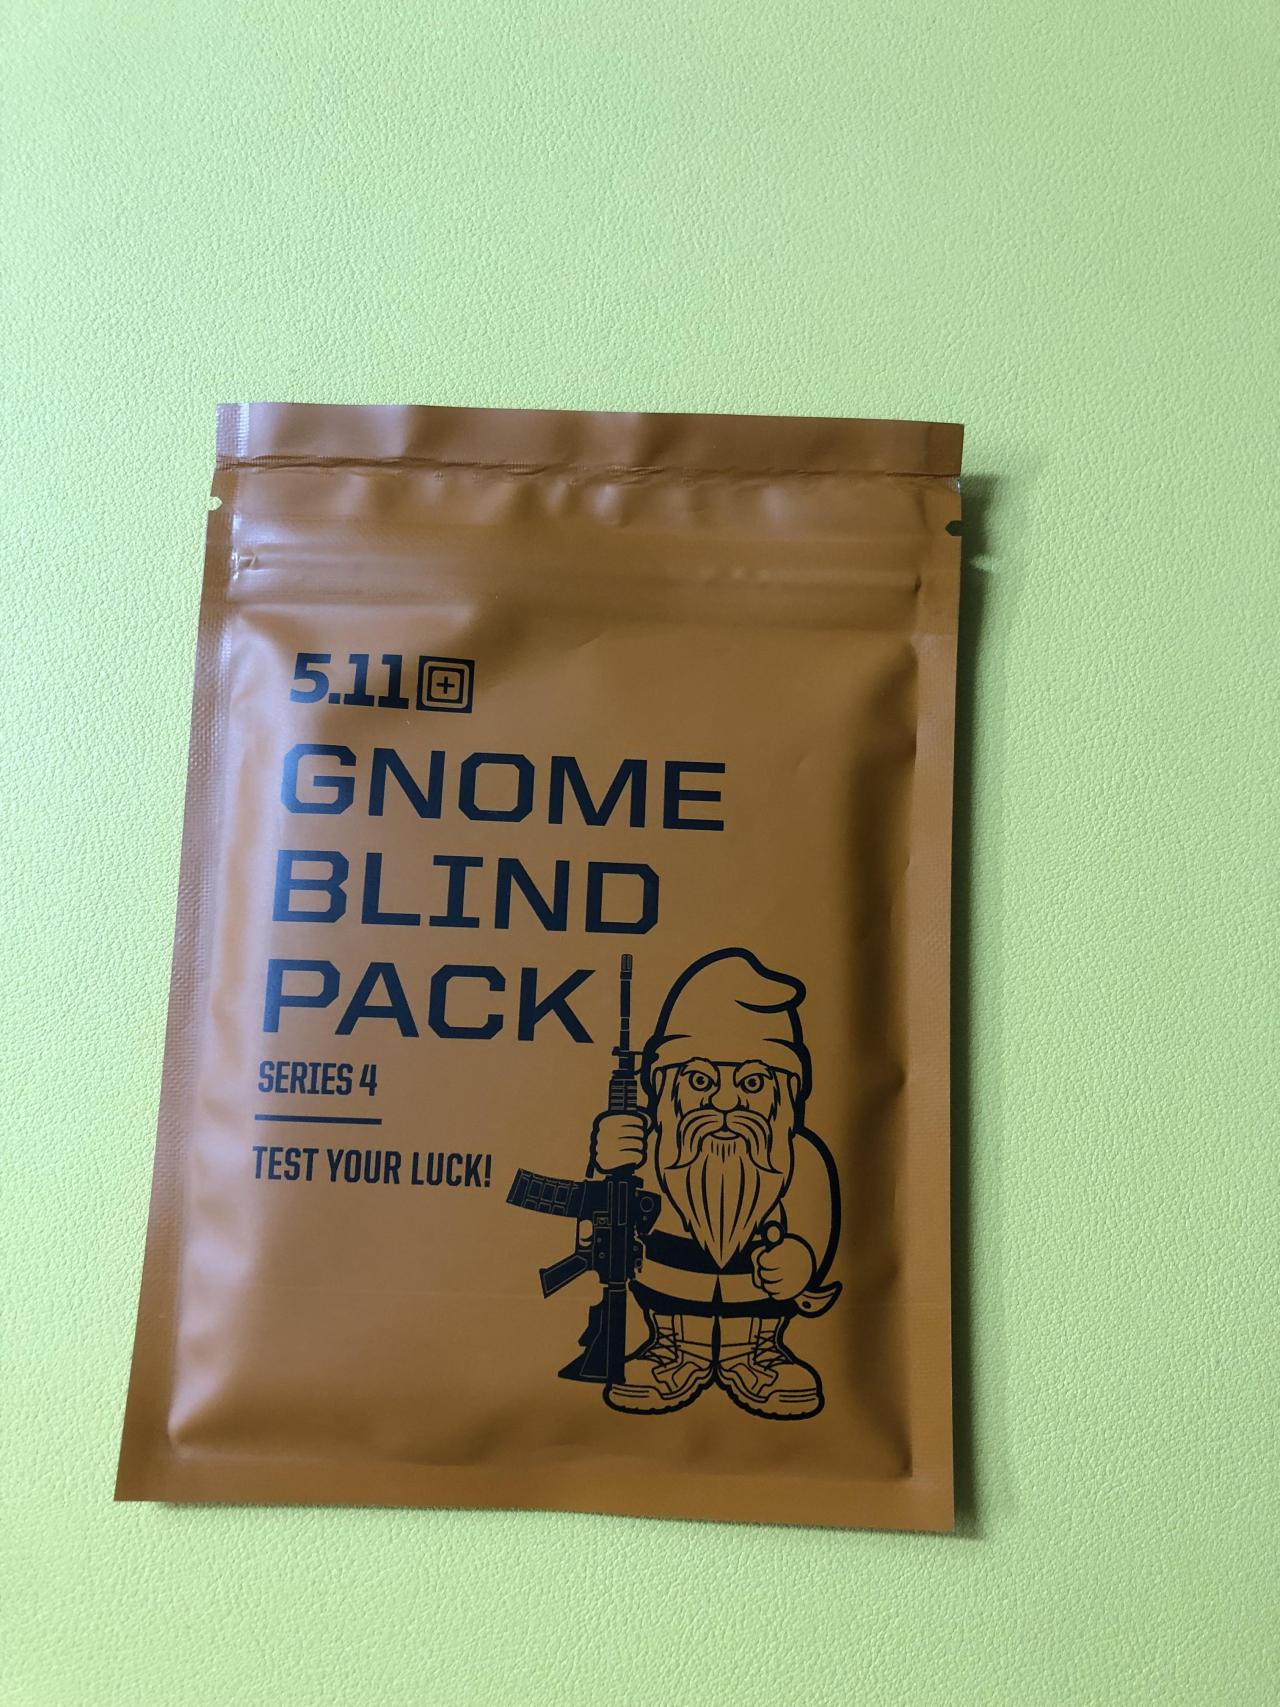 5.11
GNOME
BLIND
PACK
SERIES 4
TEST YOUR LUCK!